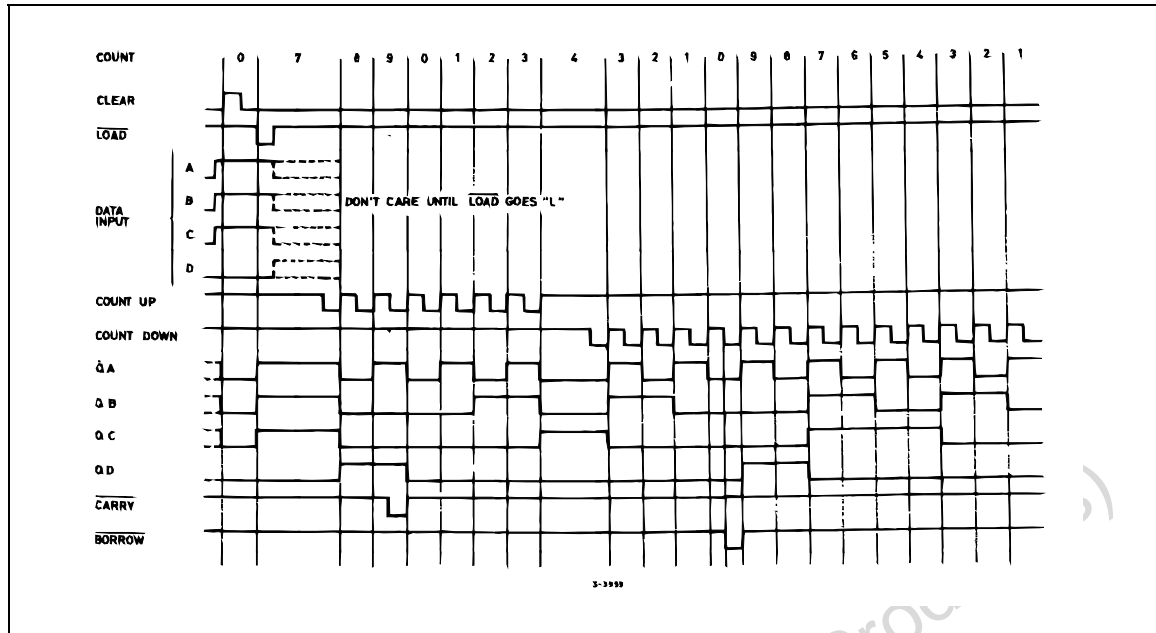 COUNT 0 7 8 9 0 1 2 3 4 3 2 1 0 9 8 7 6 5 4 3 2 1
CLEAR
LOAD
A
B
DON'T CARE UNTIL LOAD GOES "L"
DATA
INPUT
C
D
COUNT UP
COUNT DOWN
QA
QB
QC
QD
CARRY
BORROW
S-3999